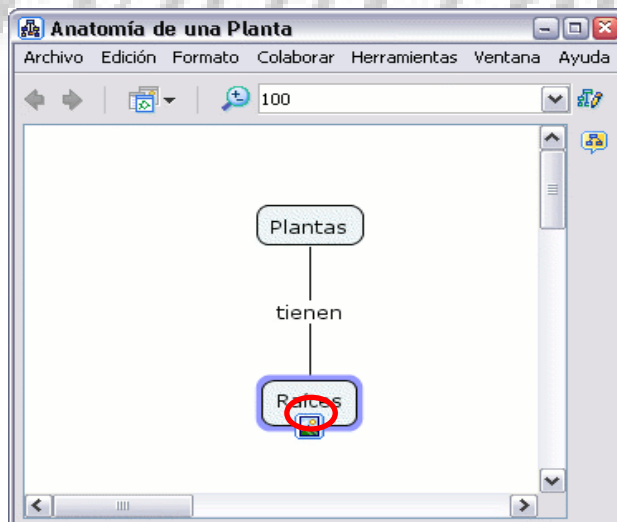 Anatomía de una Planta
Archivo Edición Formato Colaborar Herramientas Ventana Ayuda
100
Plantas
tienen
Raíces